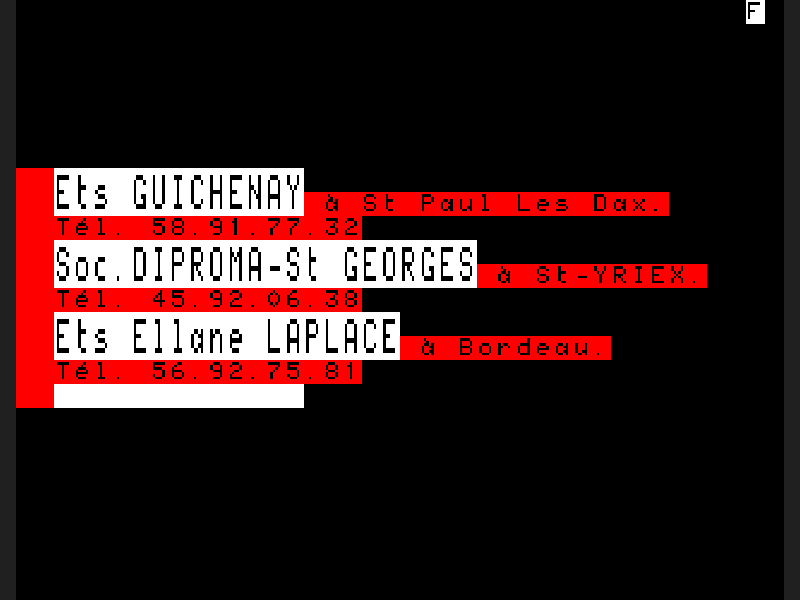 F
Ets GUICHENAY à St Paul Les Dax.
Tél. 58.91.77.32
Soc.DIPROMA-St GEORGES à St-YRIEX.
Tél. 45.92.06.38
Ets Ellane LAPLACE à Bordeau.
Tél. 56.92.75.81